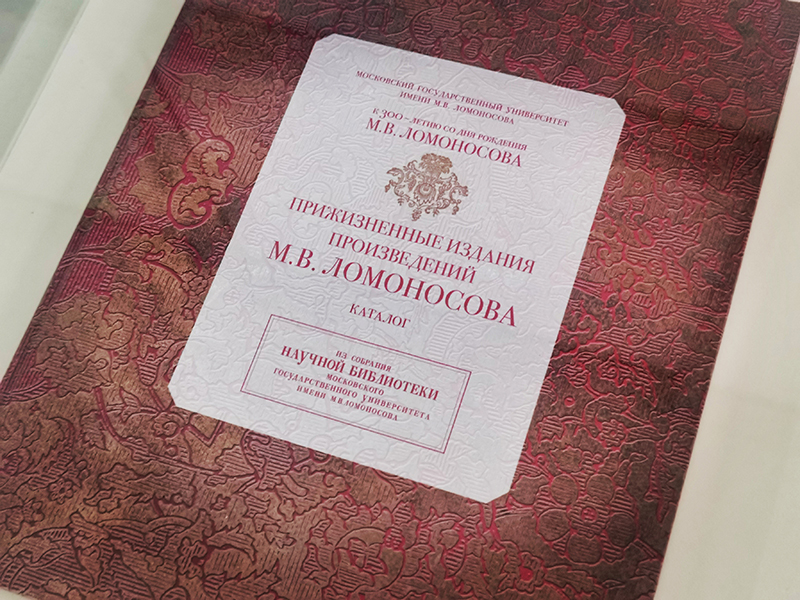 МОСКОВСКИЙ ГОСУДАРСТВЕННЫЙ УНИВЕРСИТЕТ
ИМЕНИ М.В. ЛОМОНОСОВА
К 300-ЛЕТИЮ СО ДНЯ РОЖДЕНИЯ
М.В. ЛОМОНОСОВА
ПРИЖИЗНЕННЫЕ ИЗДАНИЯ
ПРОИЗВЕДЕНИЙ
М.В. ЛОМОНОСОВА
КАТАЛОГ
ИЗ СОБРАНИЯ
НАУЧНОЙ БИБЛИОТЕКИ
МОСКОВСКОГО
ГОСУДАРСТВЕННОГО УНИВЕРСИТЕТА
ИМЕНИ М.В.ЛОМОНОСОВА